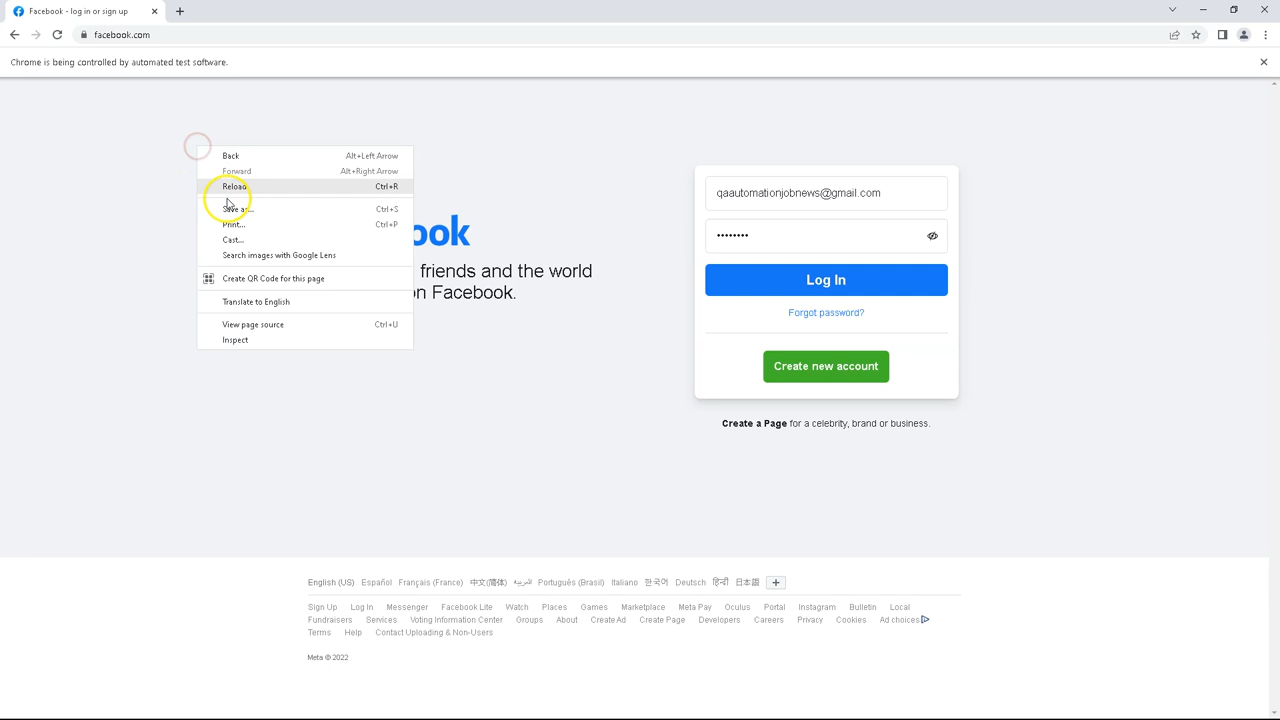 Facebook - log in or sign up
facebook.com
Chrome is being controlled by automated test software.
Back Alt+Left Arrow
Forward Alt+Right Arrow
Reload Ctrl+R
Save as... Ctrl+S
Print... Ctrl+P
Cast...
Search images with Google Lens
Create QR Code for this page
Translate to English
View page source Ctrl+U
Inspect
ook
friends and the world
on Facebook.
qaautomationjobnews@gmail.com
••••••••
Log In
Forgot password?
Create new account
Create a Page for a celebrity, brand or business.
English (US) Español Français (France) 中文(简体) العربية Português (Brasil) Italiano 한국어 Deutsch हिन्दी 日本語 +
Sign Up Log In Messenger Facebook Lite Watch Places Games Marketplace Meta Pay Oculus Portal Instagram Bulletin Local
Fundraisers Services Voting Information Center Groups About Create Ad Create Page Developers Careers Privacy Cookies Ad choices
Terms Help Contact Uploading & Non-Users
Meta © 2022